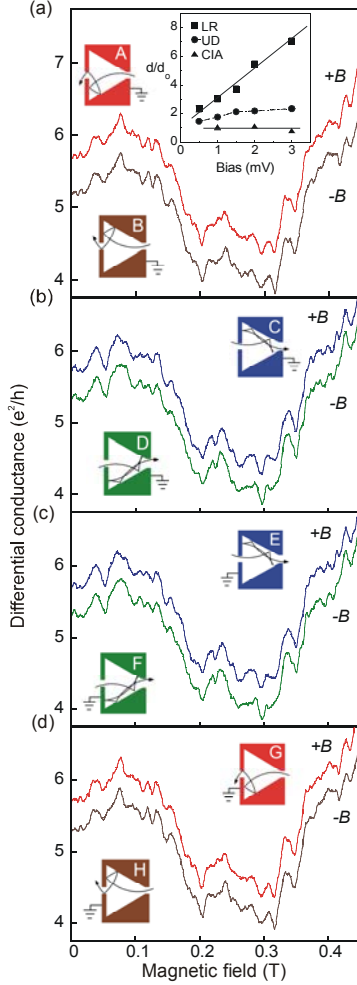 (a)
7
6
5
4
A
B
+B
-B
8
6
4
2
0
d/do
LR
UD
CIA
0 1 2 3
Bias (mV)
(b)
6
5
4
C
D
+B
-B
Differential conductance (e²/h)
(c)
6
5
4
E
F
+B
-B
(d)
6
5
4
G
H
+B
-B
0 0.1 0.2 0.3 0.4
Magnetic field (T)